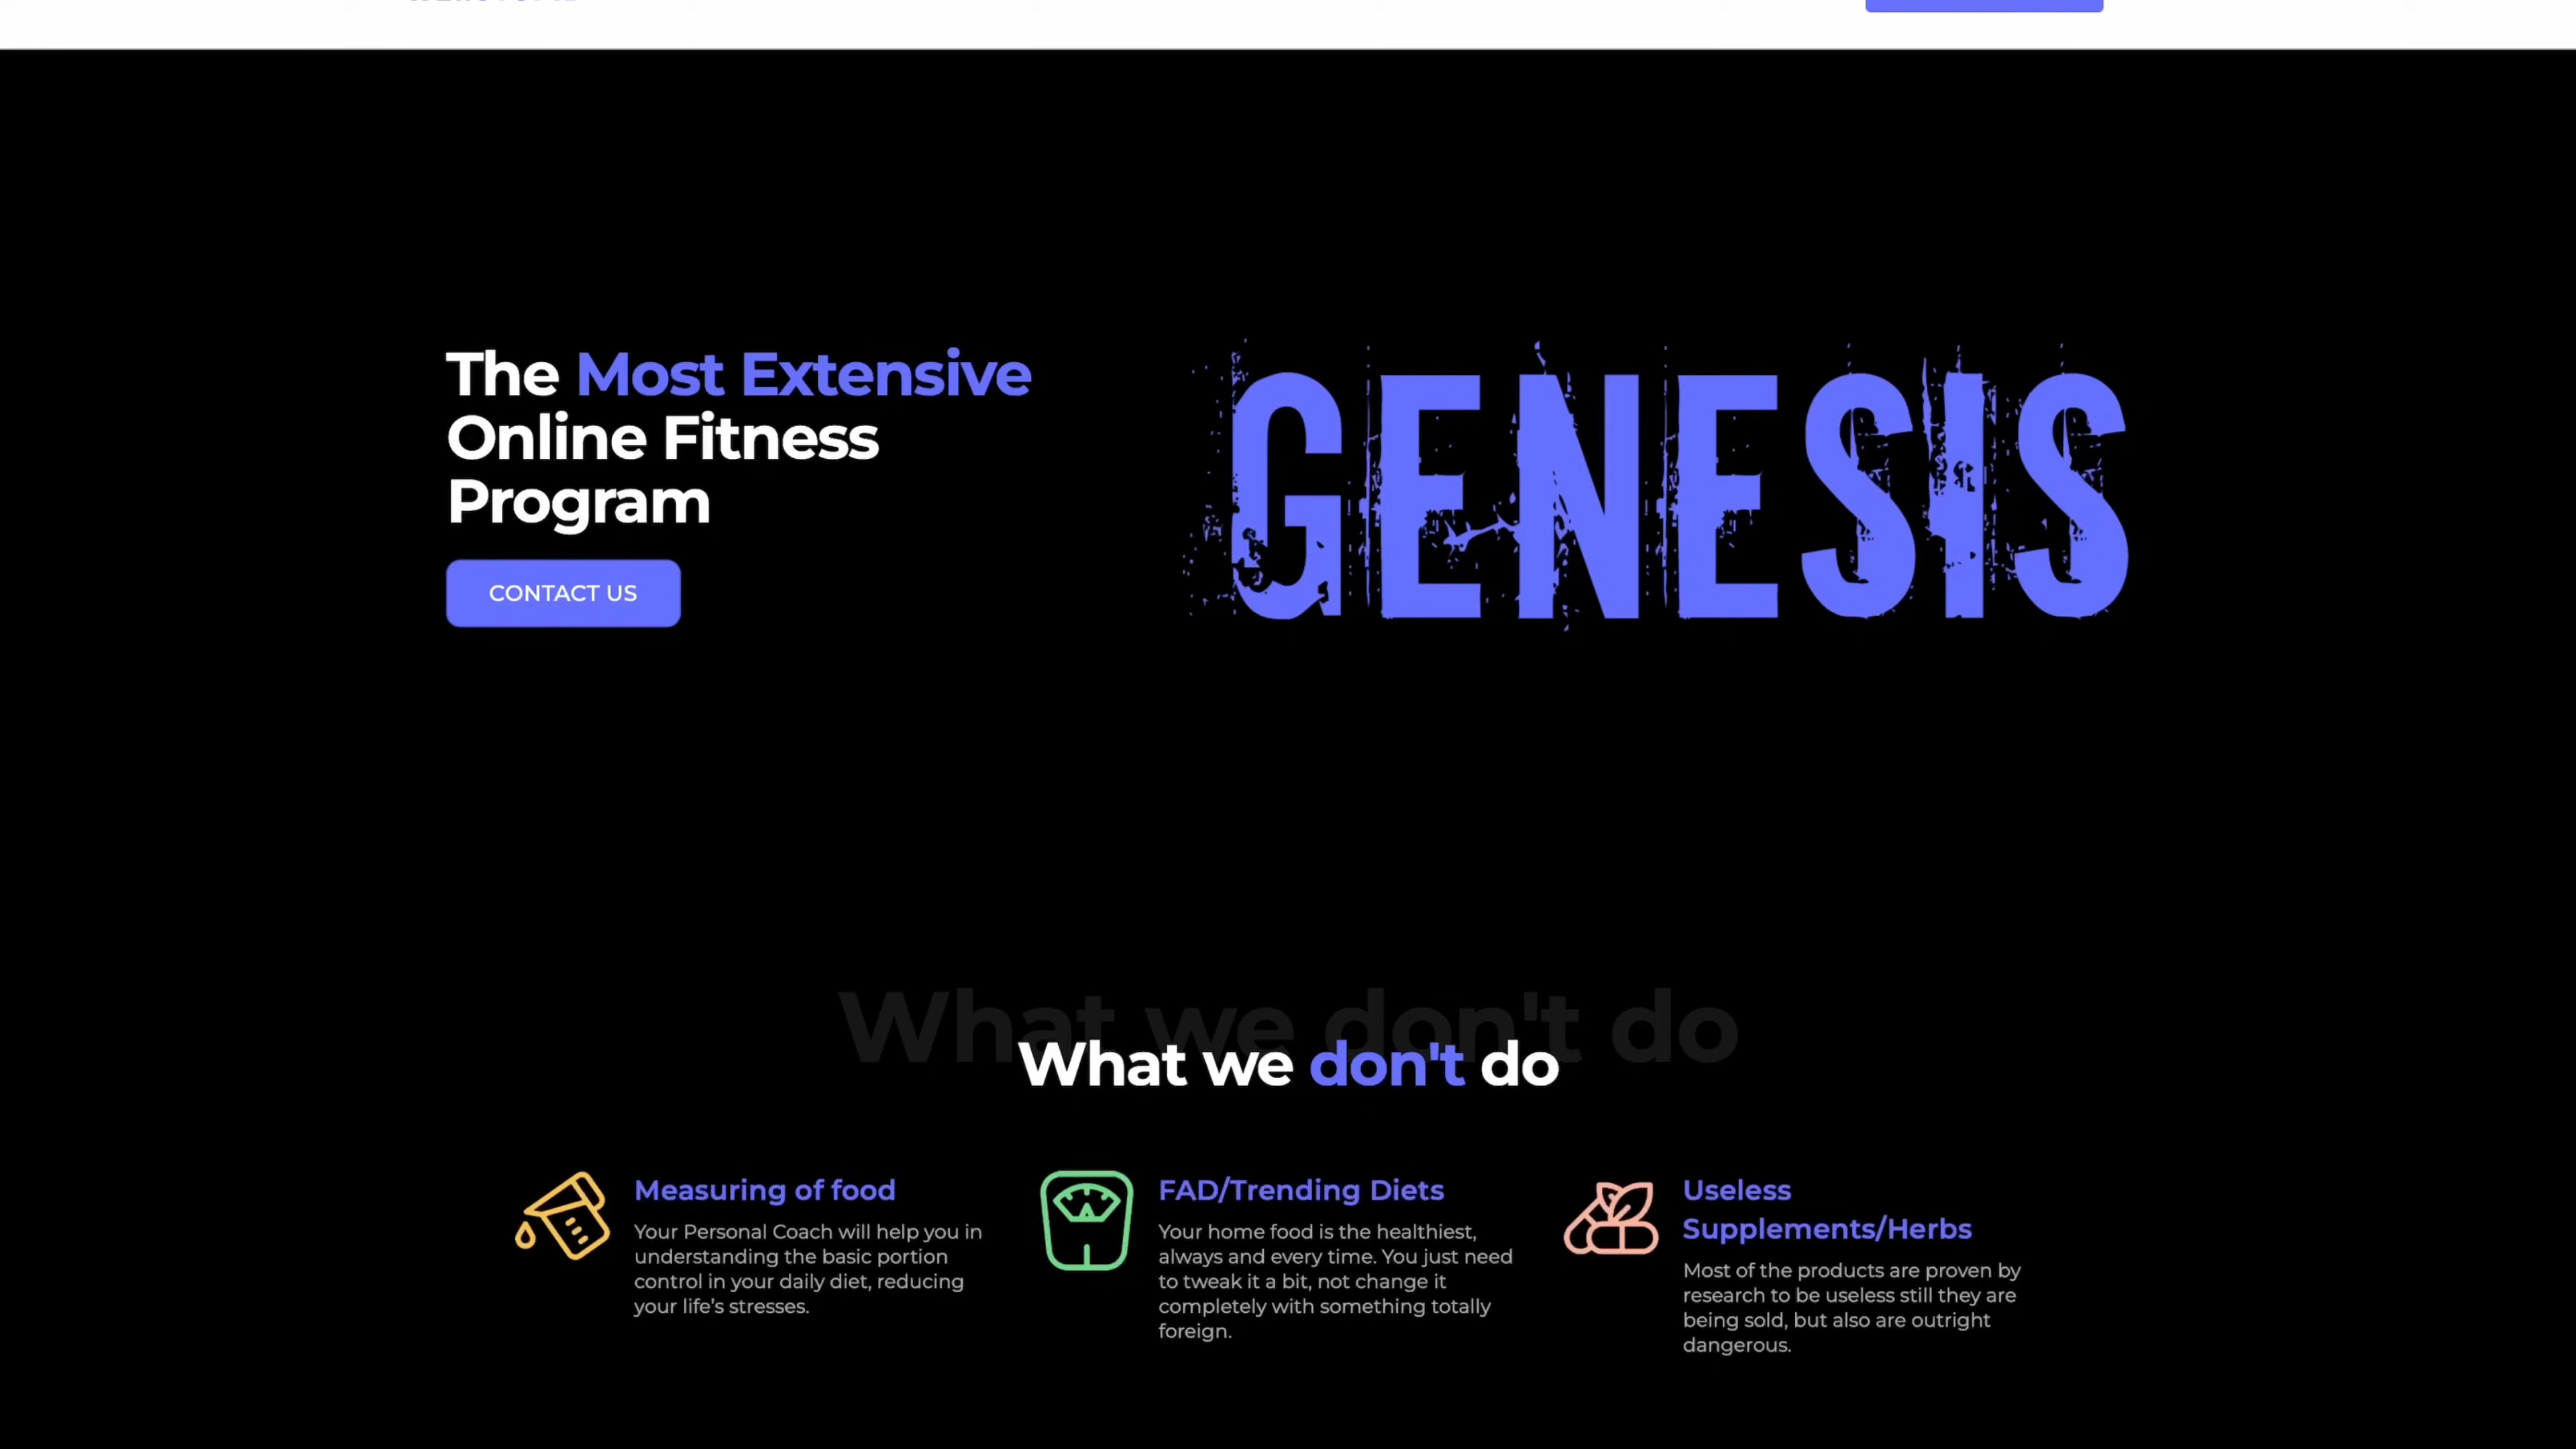 The Most Extensive
Online Fitness
Program
CONTACT US
GENESIS
What we don't do
What we don't do
Measuring of food
Your Personal Coach will help you in
understanding the basic portion
control in your daily diet, reducing
your life's stresses.
FAD/Trending Diets
Your home food is the healthiest,
always and every time. You just need
to tweak it a bit, not change it
completely with something totally
foreign.
Useless
Supplements/Herbs
Most of the products are proven by
research to be useless still they are
being sold, but also are outright
dangerous.